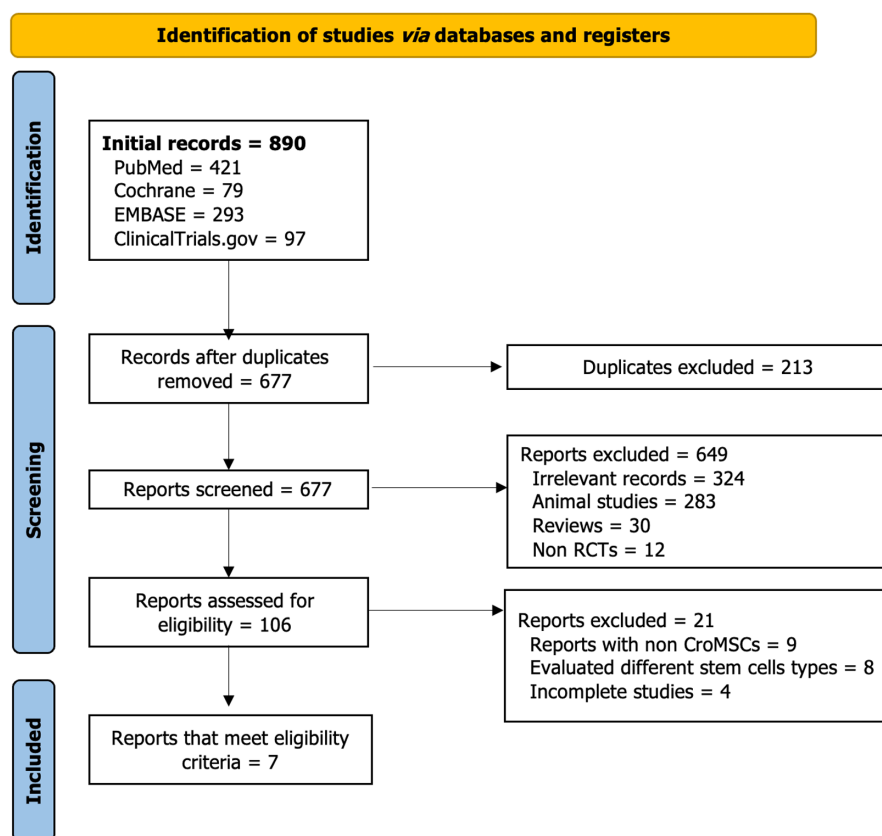 Identification of studies via databases and registers
Identification
Initial records = 890
PubMed = 421
Cochrane = 79
EMBASE = 293
ClinicalTrials.gov = 97
Screening
Records after duplicates
removed = 677
Duplicates excluded = 213
Reports screened = 677
Reports excluded = 649
Irrelevant records = 324
Animal studies = 283
Reviews = 30
Non RCTs = 12
Reports assessed for
eligibility = 106
Reports excluded = 21
Reports with non CroMSCs = 9
Evaluated different stem cells types = 8
Incomplete studies = 4
Included
Reports that meet eligibility
criteria = 7